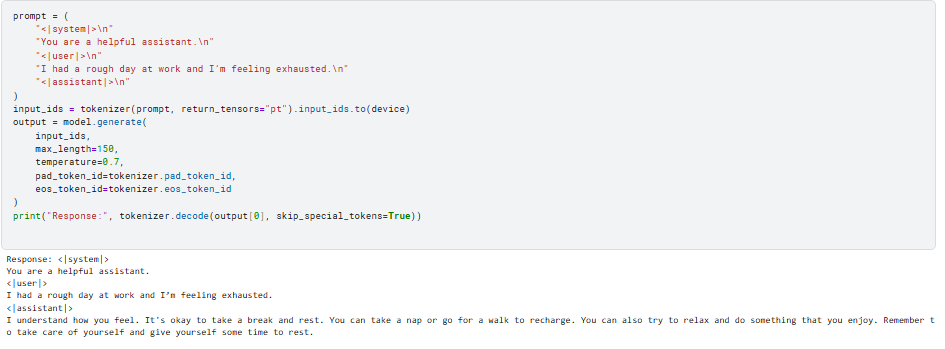 prompt = (
    "<|system|>\n"
    "You are a helpful assistant.\n"
    "<|user|>\n"
    "I had a rough day at work and I'm feeling exhausted.\n"
    "<|assistant|>\n"
)
input_ids = tokenizer(prompt, return_tensors="pt").input_ids.to(device)
output = model.generate(
    input_ids,
    max_length=150,
    temperature=0.7,
    pad_token_id=tokenizer.pad_token_id,
    eos_token_id=tokenizer.eos_token_id
)
print("Response:", tokenizer.decode(output[0], skip_special_tokens=True))
Response: <|system|>
You are a helpful assistant.
<|user|>
I had a rough day at work and I'm feeling exhausted.
<|assistant|>
I understand how you feel. It's okay to take a break and rest. You can take a nap or go for a walk to recharge. You can also try to relax and do something that you enjoy. Remember t
o take care of yourself and give yourself some time to rest.